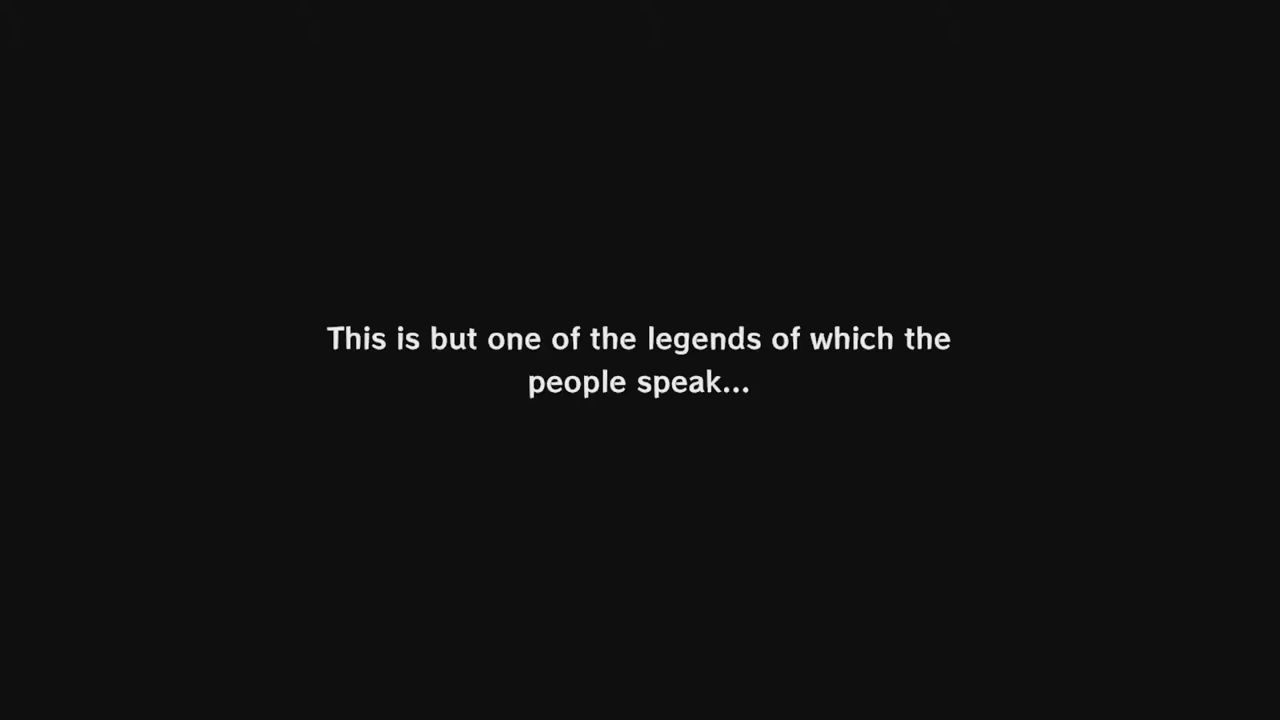 This is but one of the legends of which the
people speak...